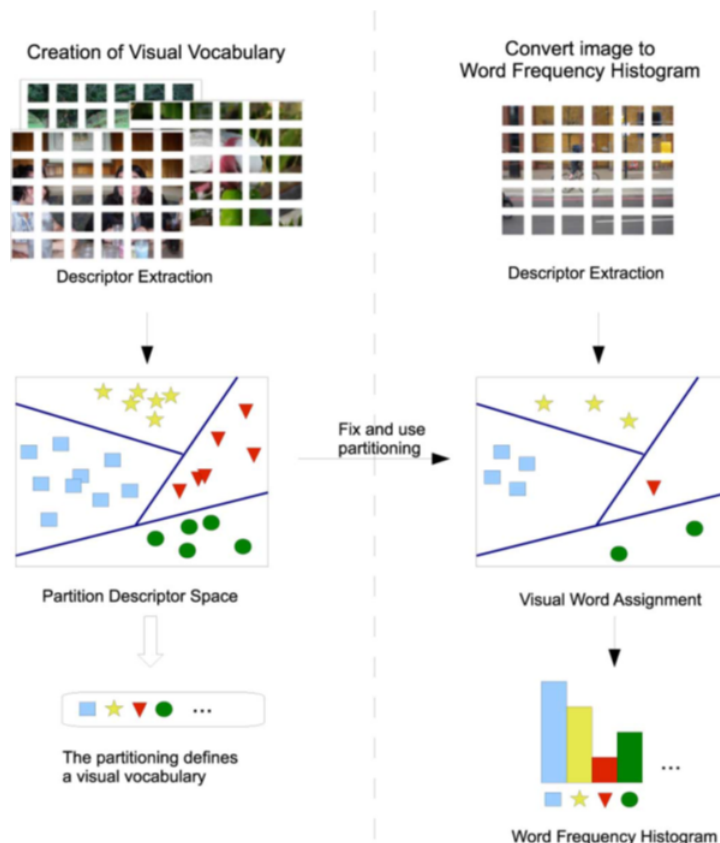 Creation of Visual Vocabulary
Descriptor Extraction
Partition Descriptor Space
...
The partitioning defines
a visual vocabulary
Fix and use
partitioning
Convert image to
Word Frequency Histogram
Descriptor Extraction
Visual Word Assignment
...
Word Frequency Histogram